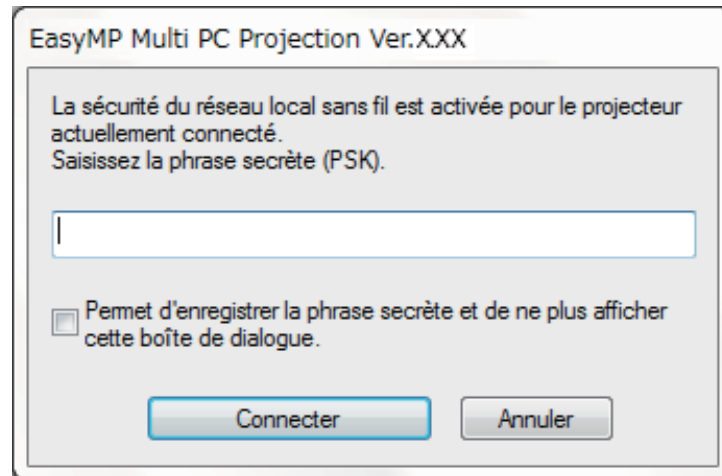 EasyMP Multi PC Projection Ver.XXX
La sécurité du réseau local sans fil est activée pour le projecteur
actuellement connecté.
Saisissez la phrase secrète (PSK).
Permet d'enregistrer la phrase secrète et de ne plus afficher
cette boîte de dialogue.
Connecter Annuler